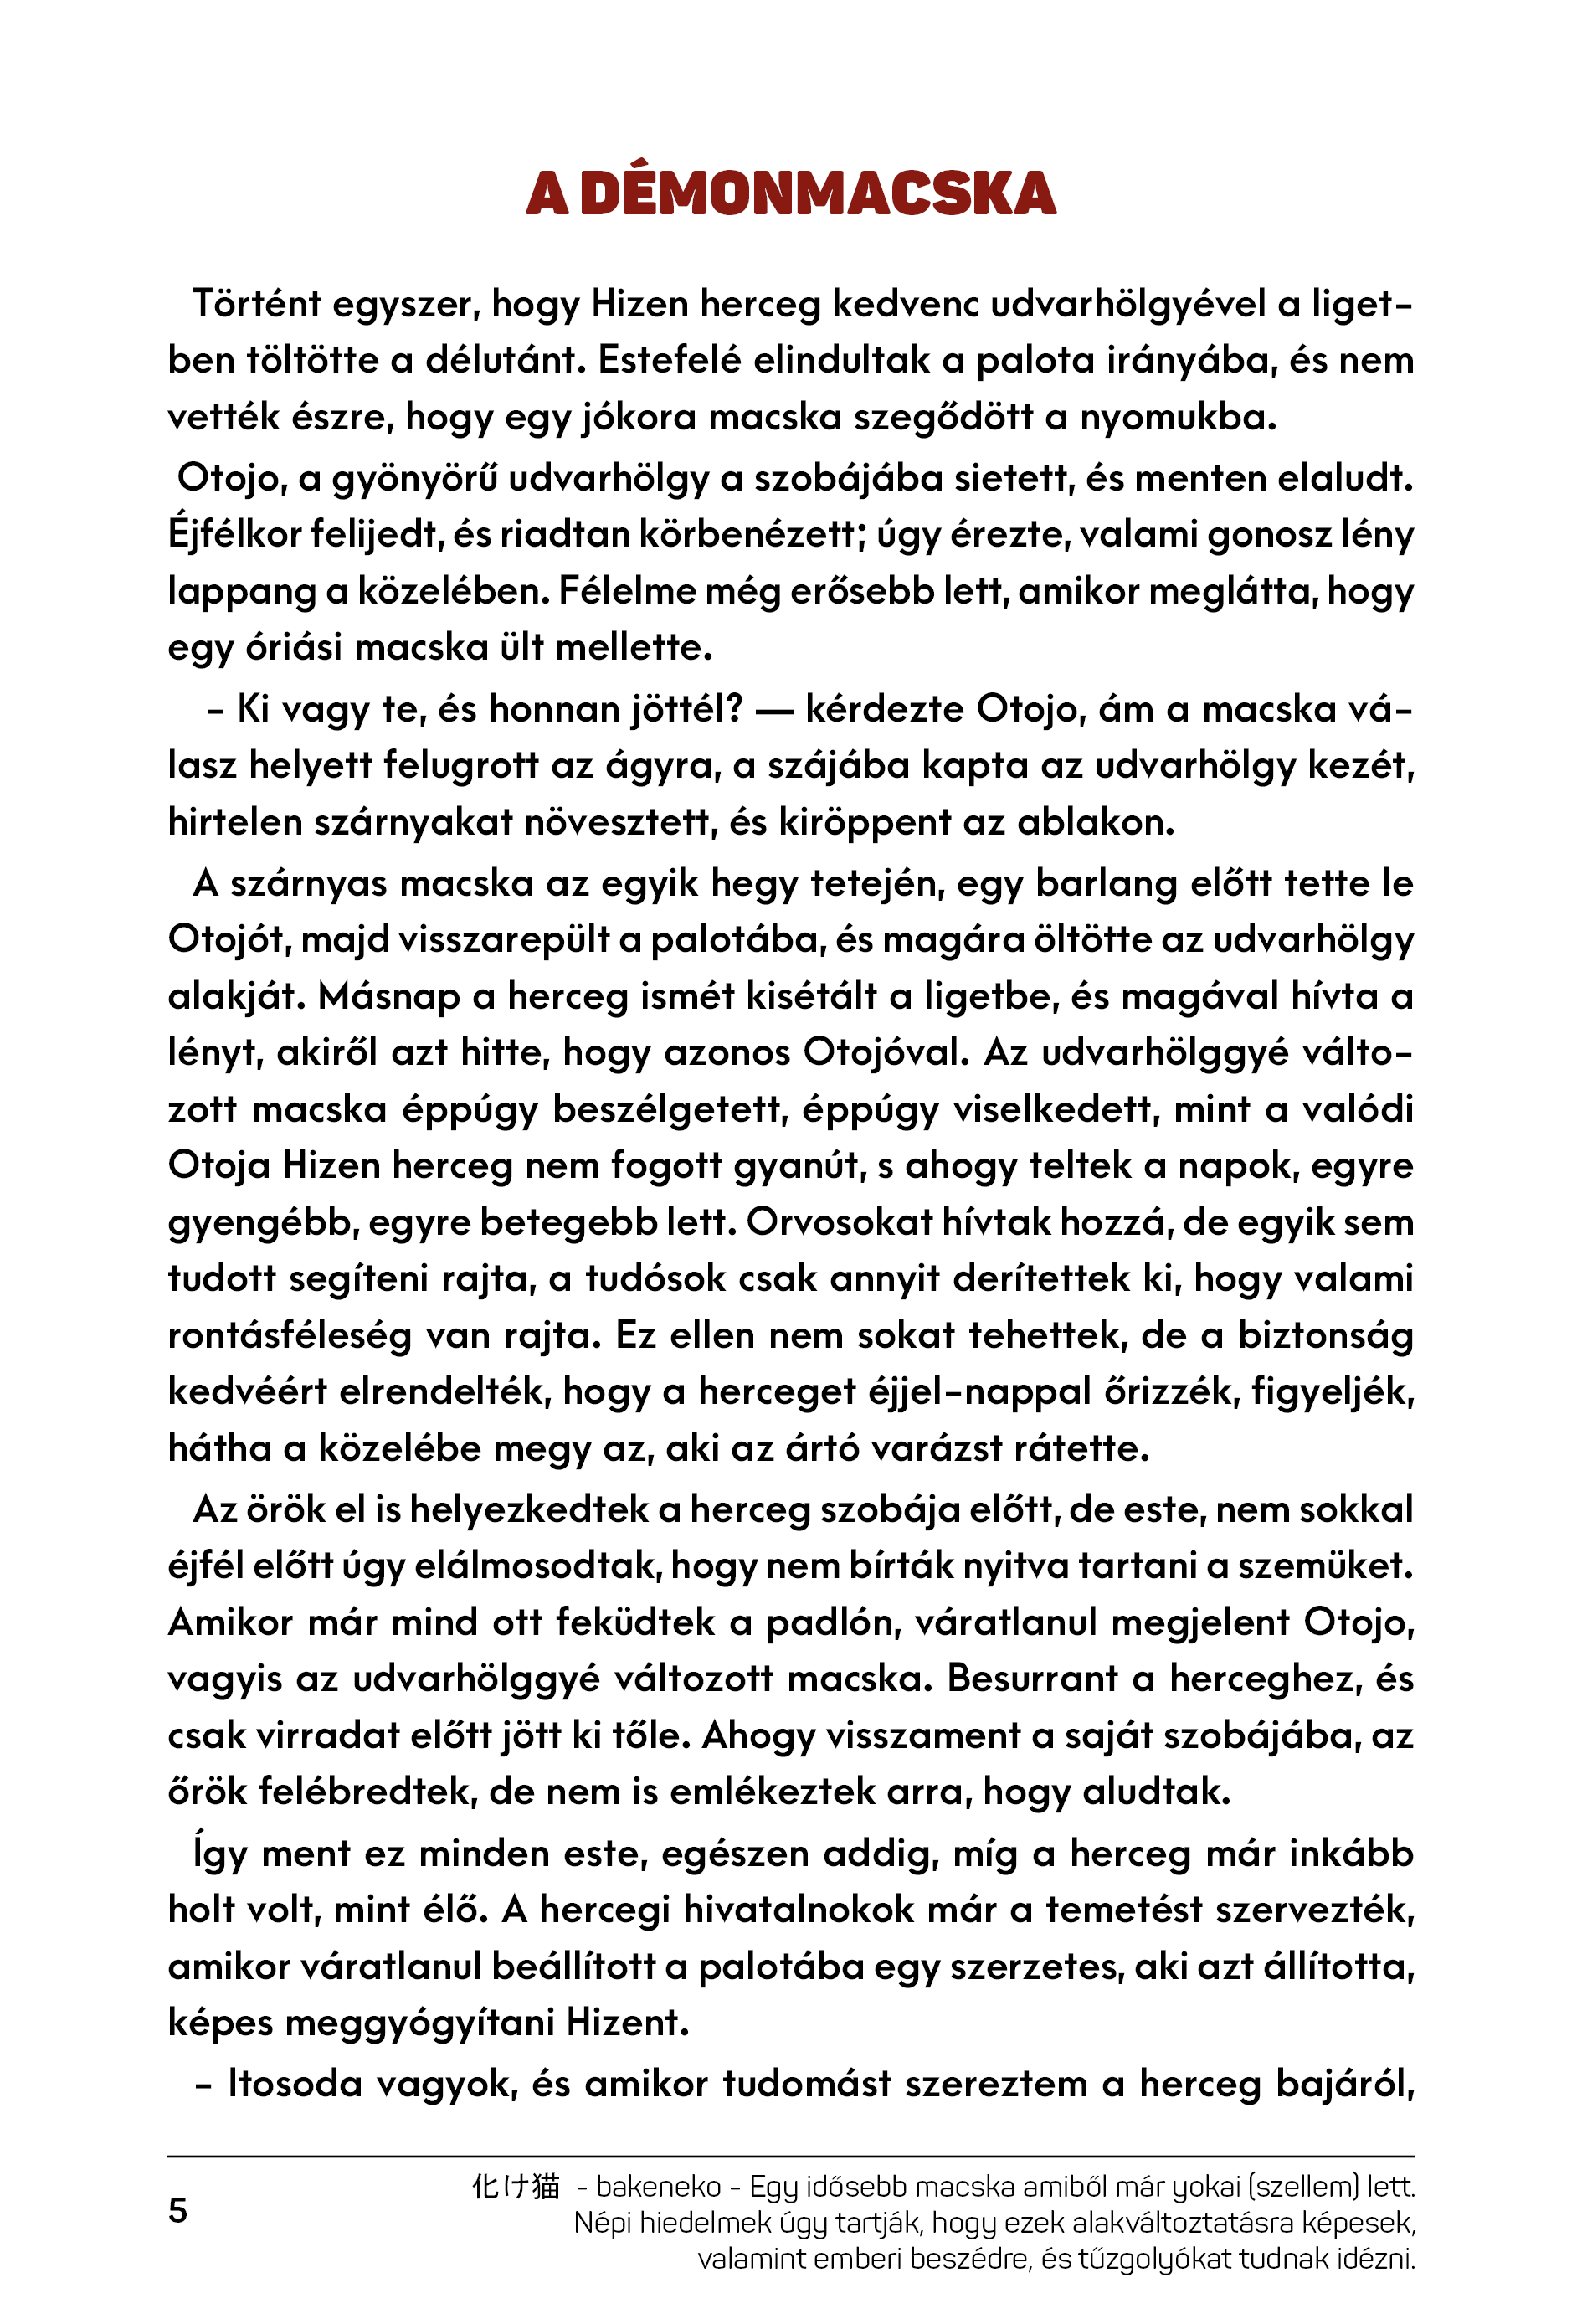 A DÉMONMACSKA
Történt egyszer, hogy Hizen herceg kedvenc udvarhölgyével a liget-
ben töltötte a délutánt. Estefelé elindultak a palota irányába, és nem
vették észre, hogy egy jókora macska szegődött a nyomukba.
Otojo, a gyönyörű udvarhölgy a szobájába sietett, és menten elaludt.
Éjfélkor felijedt, és riadtan körbenézett; úgy érezte, valami gonosz lény
lappang a közelében. Félelme még erősebb lett, amikor meglátta, hogy
egy óriási macska ült mellette.
- Ki vagy te, és honnan jöttél? — kérdezte Otojo, ám a macska vá-
lasz helyett felugrott az ágyra, a szájába kapta az udvarhölgy kezét,
hirtelen szárnyakat növesztett, és kiröppent az ablakon.
A szárnyas macska az egyik hegy tetején, egy barlang előtt tette le
Otojót, majd visszarepült a palotába, és magára öltötte az udvarhölgy
alakját. Másnap a herceg ismét kisétált a ligetbe, és magával hívta a
lényt, akiről azt hitte, hogy azonos Otojóval. Az udvarhölggyé válto-
zott macska éppúgy beszélgetett, éppúgy viselkedett, mint a valódi
Otoja Hizen herceg nem fogott gyanút, s ahogy teltek a napok, egyre
gyengébb, egyre betegebb lett. Orvosokat hívtak hozzá, de egyik sem
tudott segíteni rajta, a tudósok csak annyit derítettek ki, hogy valami
rontásféleség van rajta. Ez ellen nem sokat tehettek, de a biztonság
kedvéért elrendelték, hogy a herceget éjjel-nappal őrizzék, figyeljék,
hátha a közelébe megy az, aki az ártó varázst rátette.
Az örök el is helyezkedtek a herceg szobája előtt, de este, nem sokkal
éjfél előtt úgy elálmosodtak, hogy nem bírták nyitva tartani a szemüket.
Amikor már mind ott feküdtek a padlón, váratlanul megjelent Otojo,
vagyis az udvarhölggyé változott macska. Besurrant a herceghez, és
csak virradat előtt jött ki tőle. Ahogy visszament a saját szobájába, az
őrök felébredtek, de nem is emlékeztek arra, hogy aludtak.
Így ment ez minden este, egészen addig, míg a herceg már inkább
holt volt, mint élő. A hercegi hivatalnokok már a temetést szervezték,
amikor váratlanul beállított a palotába egy szerzetes, aki azt állította,
képes meggyógyítani Hizent.
- Itosoda vagyok, és amikor tudomást szereztem a herceg bajáról,
化け猫 - bakeneko - Egy idősebb macska amiből már yokai (szellem) lett.
Népi hiedelmek úgy tartják, hogy ezek alakváltoztatásra képesek,
valamint emberi beszédre, és tűzgolyókat tudnak idézni.
5